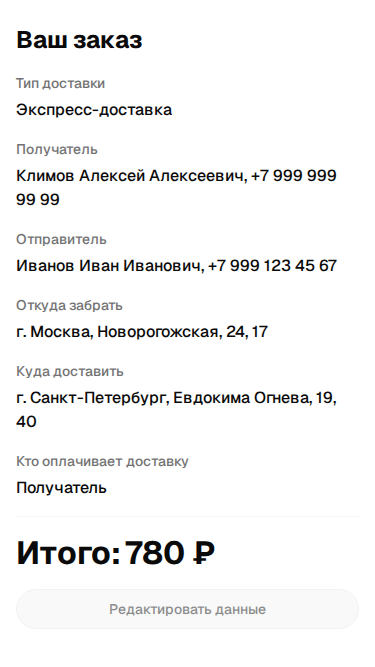 Ваш заказ
Тип доставки
Экспресс-доставка
Получатель
Климов Алексей Алексеевич, +7 999 999
99 99
Отправитель
Иванов Иван Иванович, +7 999 123 45 67
Откуда забрать
г. Москва, Новорогожская, 24, 17
Куда доставить
г. Санкт-Петербург, Евдокима Огнева, 19,
40
Кто оплачивает доставку
Получатель
Итого: 780 ₽
Редактировать данные